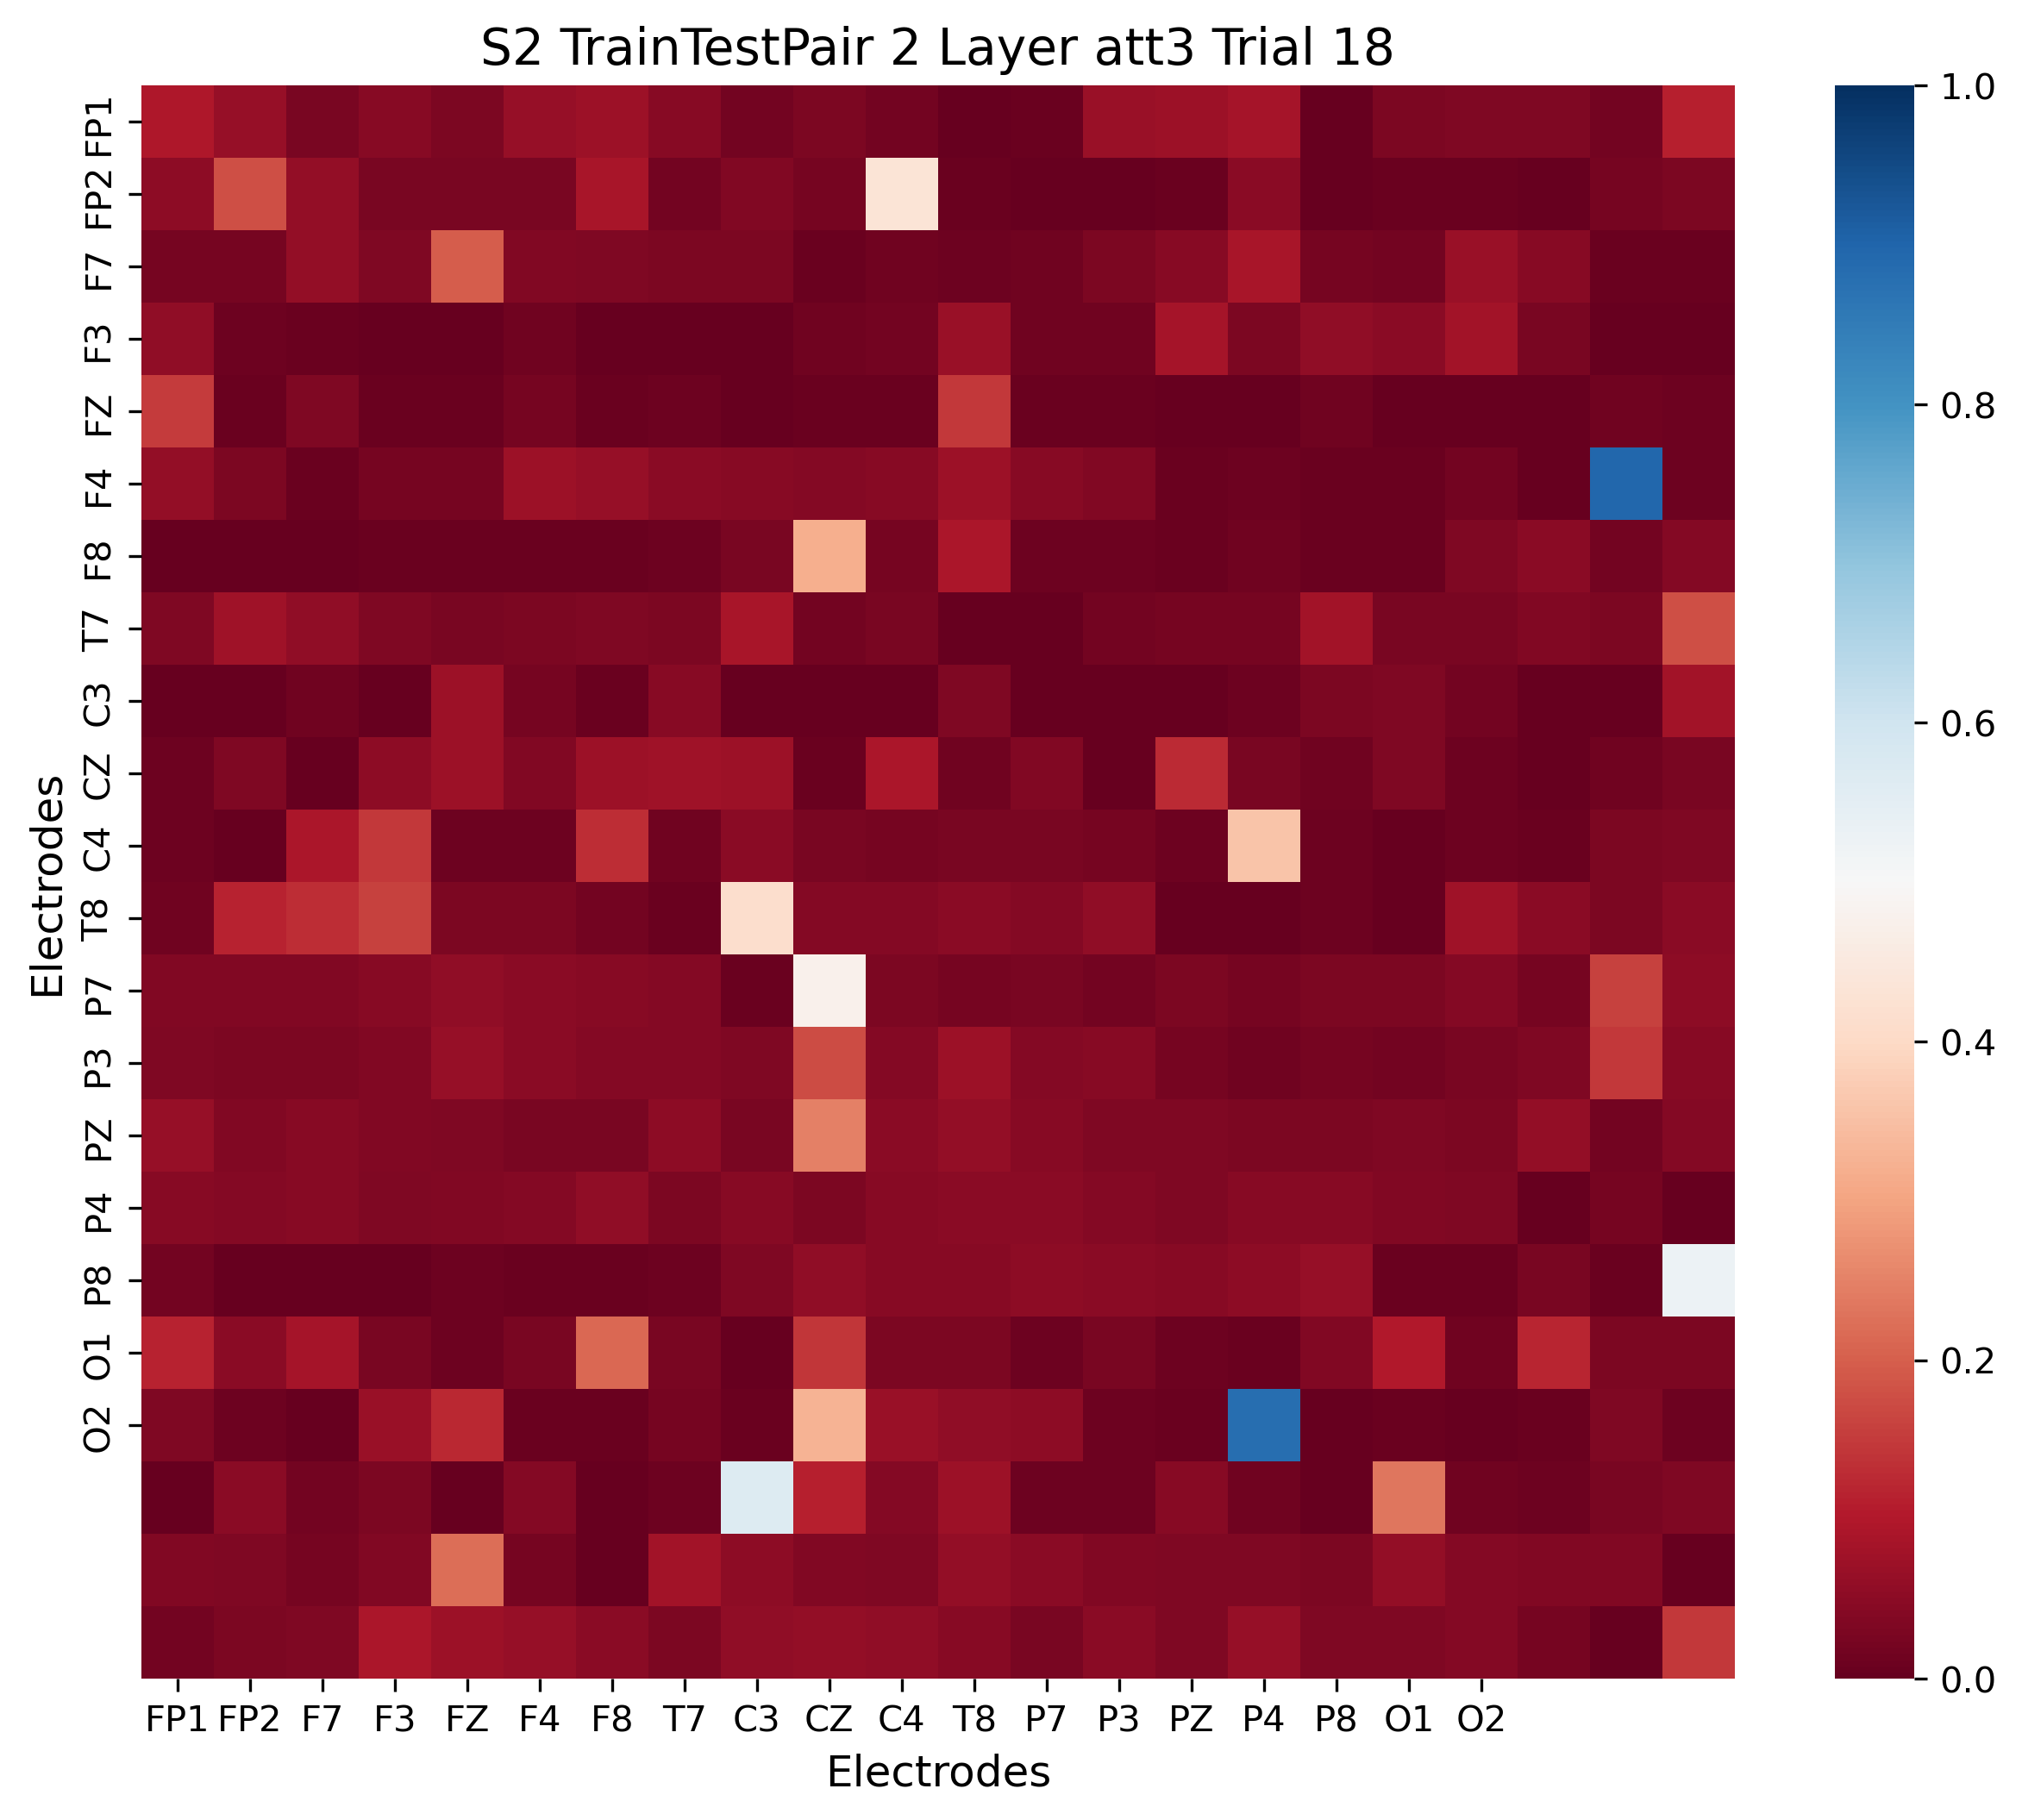 S2 TrainTestPair 2 Layer att3 Trial 18
Electrodes
FP1
FP2
F7
F3
FZ
F4
F8
T7
C3
CZ
C4
T8
P7
P3
PZ
P4
P8
O1
O2
FP1 FP2 F7 F3 FZ F4 F8 T7 C3 CZ C4 T8 P7 P3 PZ P4 P8 O1 O2
Electrodes
1.0
0.8
0.6
0.4
0.2
0.0